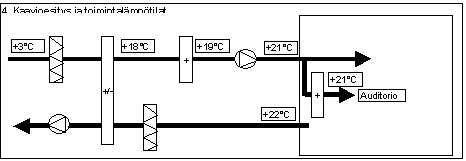 4. Kaavioesitys ja toimintalämpötilat
+3°C
+18°C
+19°C
+21°C
+
+/-
+21°C
+
Auditorio
+22°C